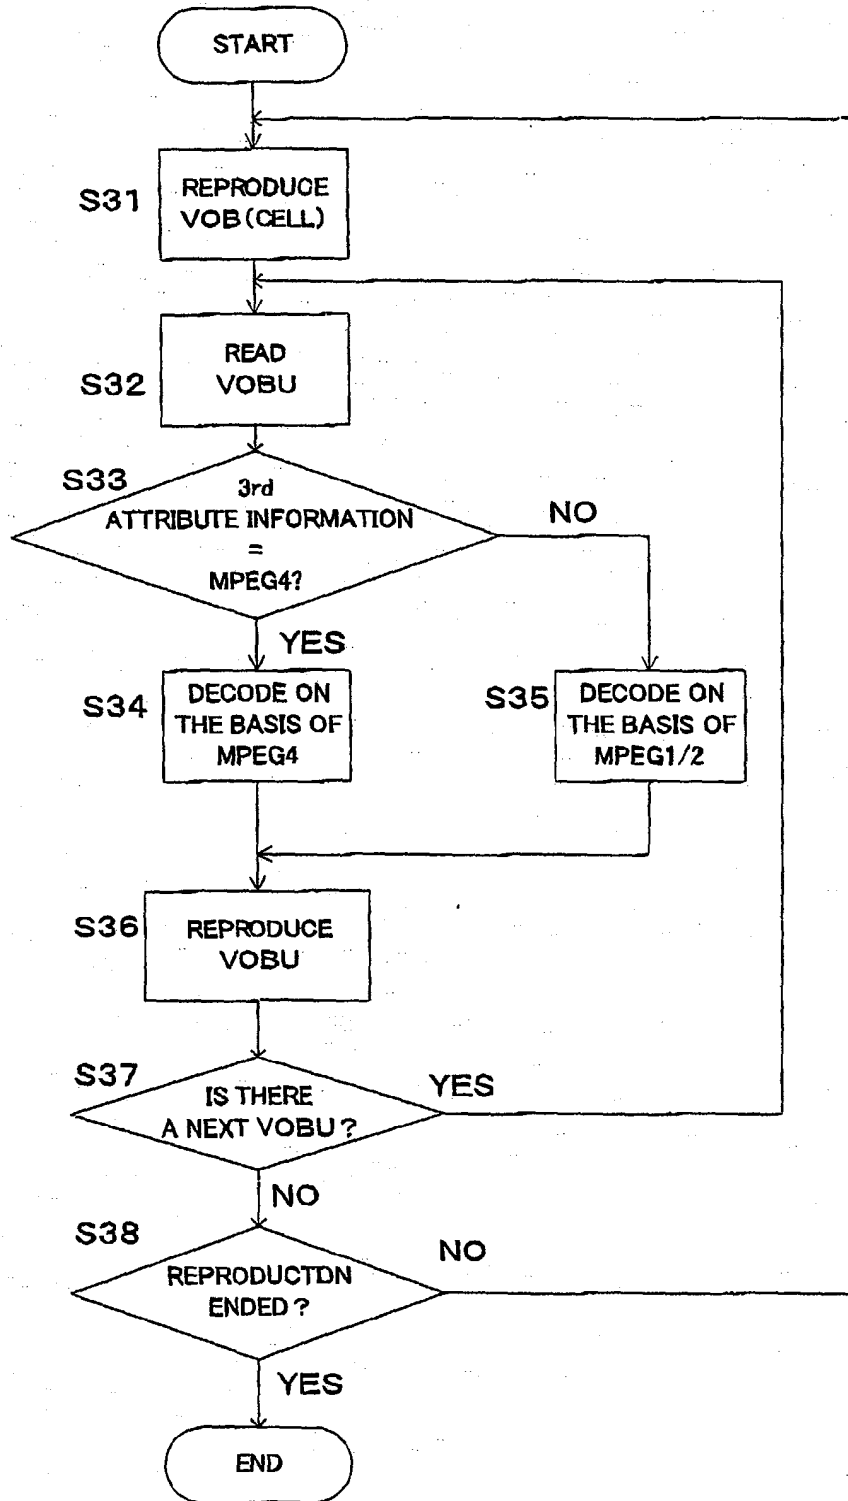 START
S31
REPRODUCE
VOB(CELL)
S32
READ
VOBU
S33
3rd
ATTRIBUTE INFORMATION
=
MPEG4?
NO
YES
S34
DECODE ON
THE BASIS OF
MPEG4
S35
DECODE ON
THE BASIS OF
MPEG1/2
S36
REPRODUCE
VOBU
S37
IS THERE
A NEXT VOBU?
YES
NO
S38
REPRODUCTDN
ENDED?
NO
YES
END